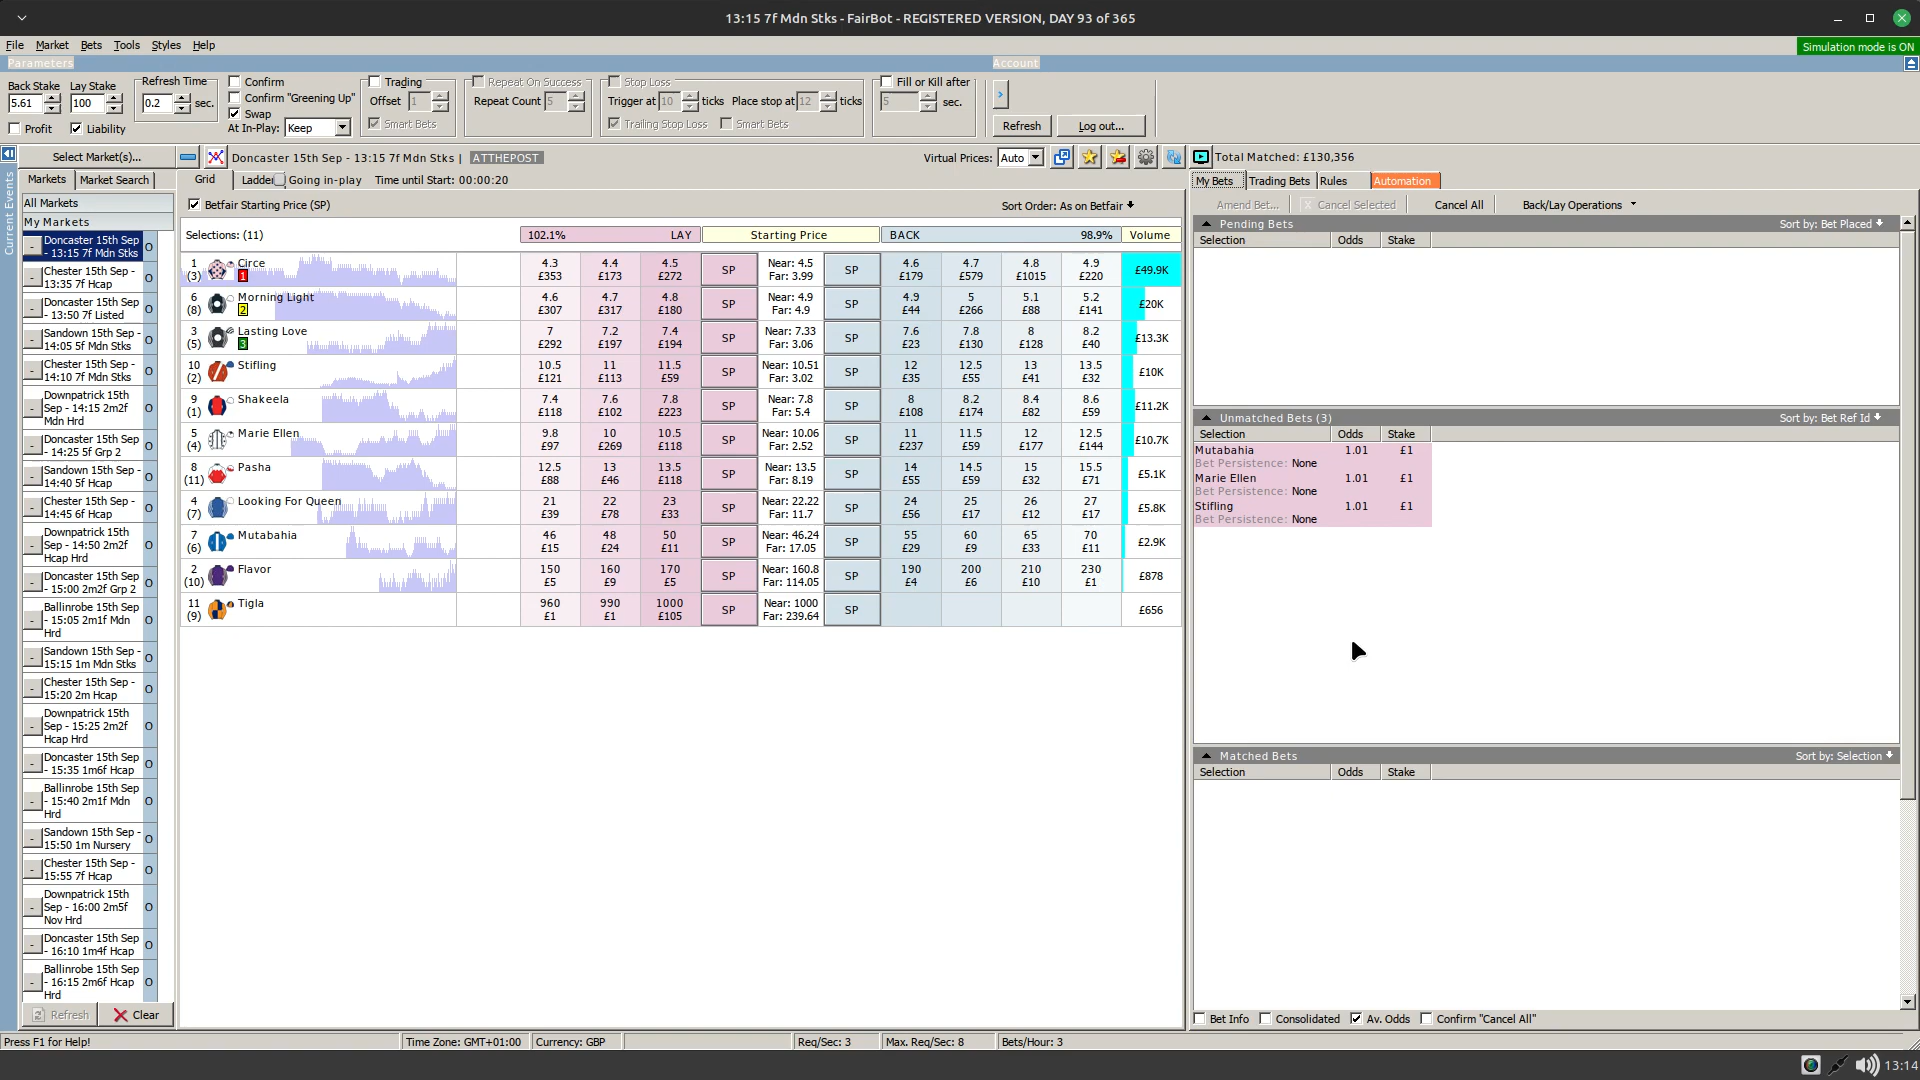 13:15 7f Mdn Stks - FairBot - REGISTERED VERSION, DAY 93 of 365
File Market Bets Tools Styles Help
Simulation mode is ON
Parameters Account
Back Stake Lay Stake Refresh Time Confirm Trading Repeat On Success Stop Loss Fill or Kill after
5.61 100 0.2 sec. Confirm "Greening Up" Offset 1 Repeat Count 5 Trigger at 10 ticks Place stop at 12 ticks 5 sec.
Swap
Profit Liability At In-Play: Keep Smart Bets Trailing Stop Loss Smart Bets Refresh Log out...
Select Market(s)... Doncaster 15th Sep - 13:15 7f Mdn Stks | ATTHEPOST Virtual Prices: Auto Total Matched: £130,356
Markets Market Search Grid Ladder Going in-play Time until Start: 00:00:20 My Bets Trading Bets Rules Automation
Current Events
All Markets
My Markets
Doncaster 15th Sep - 13:15 7f Mdn Stks O
Chester 15th Sep - 13:35 7f Hcap O
Doncaster 15th Sep - 13:50 7f Listed O
Sandown 15th Sep - 14:05 5f Mdn Stks O
Chester 15th Sep - 14:10 7f Mdn Stks O
Downpatrick 15th Sep - 14:15 2m2f Mdn Hrd O
Doncaster 15th Sep - 14:25 5f Grp 2 O
Sandown 15th Sep - 14:40 5f Hcap O
Chester 15th Sep - 14:45 6f Hcap O
Downpatrick 15th Sep - 14:50 2m2f Hcap Hrd O
Doncaster 15th Sep - 15:00 2m2f Grp 2 O
Ballinrobe 15th Sep - 15:05 2m1f Mdn Hrd O
Sandown 15th Sep - 15:15 1m Mdn Stks O
Chester 15th Sep - 15:20 2m Hcap O
Downpatrick 15th Sep - 15:25 2m2f Hcap Hrd O
Doncaster 15th Sep - 15:35 1m6f Hcap O
Ballinrobe 15th Sep - 15:40 2m1f Mdn Hrd O
Sandown 15th Sep - 15:50 1m Nursery O
Chester 15th Sep - 15:55 7f Hcap O
Downpatrick 15th Sep - 16:00 2m5f Nov Hrd O
Doncaster 15th Sep - 16:10 1m4f Hcap O
Ballinrobe 15th Sep - 16:15 2m6f Hcap Hrd O
Refresh Clear
Betfair Starting Price (SP) Sort Order: As on Betfair
Selections: (11) 102.1% LAY Starting Price BACK 98.9% Volume
1 Circe 4.3 4.4 4.5 SP Near: 4.5 SP 4.6 4.7 4.8 4.9 £49.9K
(3) 1 £353 £173 £272 Far: 3.99 £179 £579 £1015 £220
6 Morning Light 4.6 4.7 4.8 SP Near: 4.9 SP 4.9 5 5.1 5.2 £20K
(8) 2 £307 £317 £180 Far: 4.9 £44 £266 £88 £141
3 Lasting Love 7 7.2 7.4 SP Near: 7.33 SP 7.6 7.8 8 8.2 £13.3K
(5) 3 £292 £197 £194 Far: 3.06 £23 £130 £128 £40
10 Stifling 10.5 11 11.5 SP Near: 10.51 SP 12 12.5 13 13.5 £10K
(2) £121 £113 £59 Far: 3.02 £35 £55 £41 £32
9 Shakeela 7.4 7.6 7.8 SP Near: 7.8 SP 8 8.2 8.4 8.6 £11.2K
(1) £118 £102 £223 Far: 5.4 £108 £174 £82 £59
5 Marie Ellen 9.8 10 10.5 SP Near: 10.06 SP 11 11.5 12 12.5 £10.7K
(4) £97 £269 £118 Far: 2.52 £237 £59 £177 £144
8 Pasha 12.5 13 13.5 SP Near: 13.5 SP 14 14.5 15 15.5 £5.1K
(11) £88 £46 £118 Far: 8.19 £55 £59 £32 £71
4 Looking For Queen 21 22 23 SP Near: 22.22 SP 24 25 26 27 £5.8K
(7) £39 £78 £33 Far: 11.7 £56 £17 £12 £17
7 Mutabahia 46 48 50 SP Near: 46.24 SP 55 60 65 70 £2.9K
(6) £15 £24 £11 Far: 17.05 £29 £9 £33 £11
2 Flavor 150 160 170 SP Near: 160.8 SP 190 200 210 230 £878
(10) £5 £9 £5 Far: 114.05 £4 £6 £10 £1
11 Tigla 960 990 1000 SP Near: 1000 SP £656
(9) £1 £1 £105 Far: 239.64
Amend Bet... X Cancel Selected Cancel All Back/Lay Operations
Pending Bets Sort by: Bet Placed
Selection Odds Stake
Unmatched Bets (3) Sort by: Bet Ref Id
Selection Odds Stake
Mutabahia 1.01 £1
Bet Persistence: None
Marie Ellen 1.01 £1
Bet Persistence: None
Stifling 1.01 £1
Bet Persistence: None
Matched Bets Sort by: Selection
Selection Odds Stake
Bet Info Consolidated Av. Odds Confirm "Cancel All"
Press F1 for Help! Time Zone: GMT+01:00 Currency: GBP Req/Sec: 3 Max. Req/Sec: 8 Bets/Hour: 3
13:14